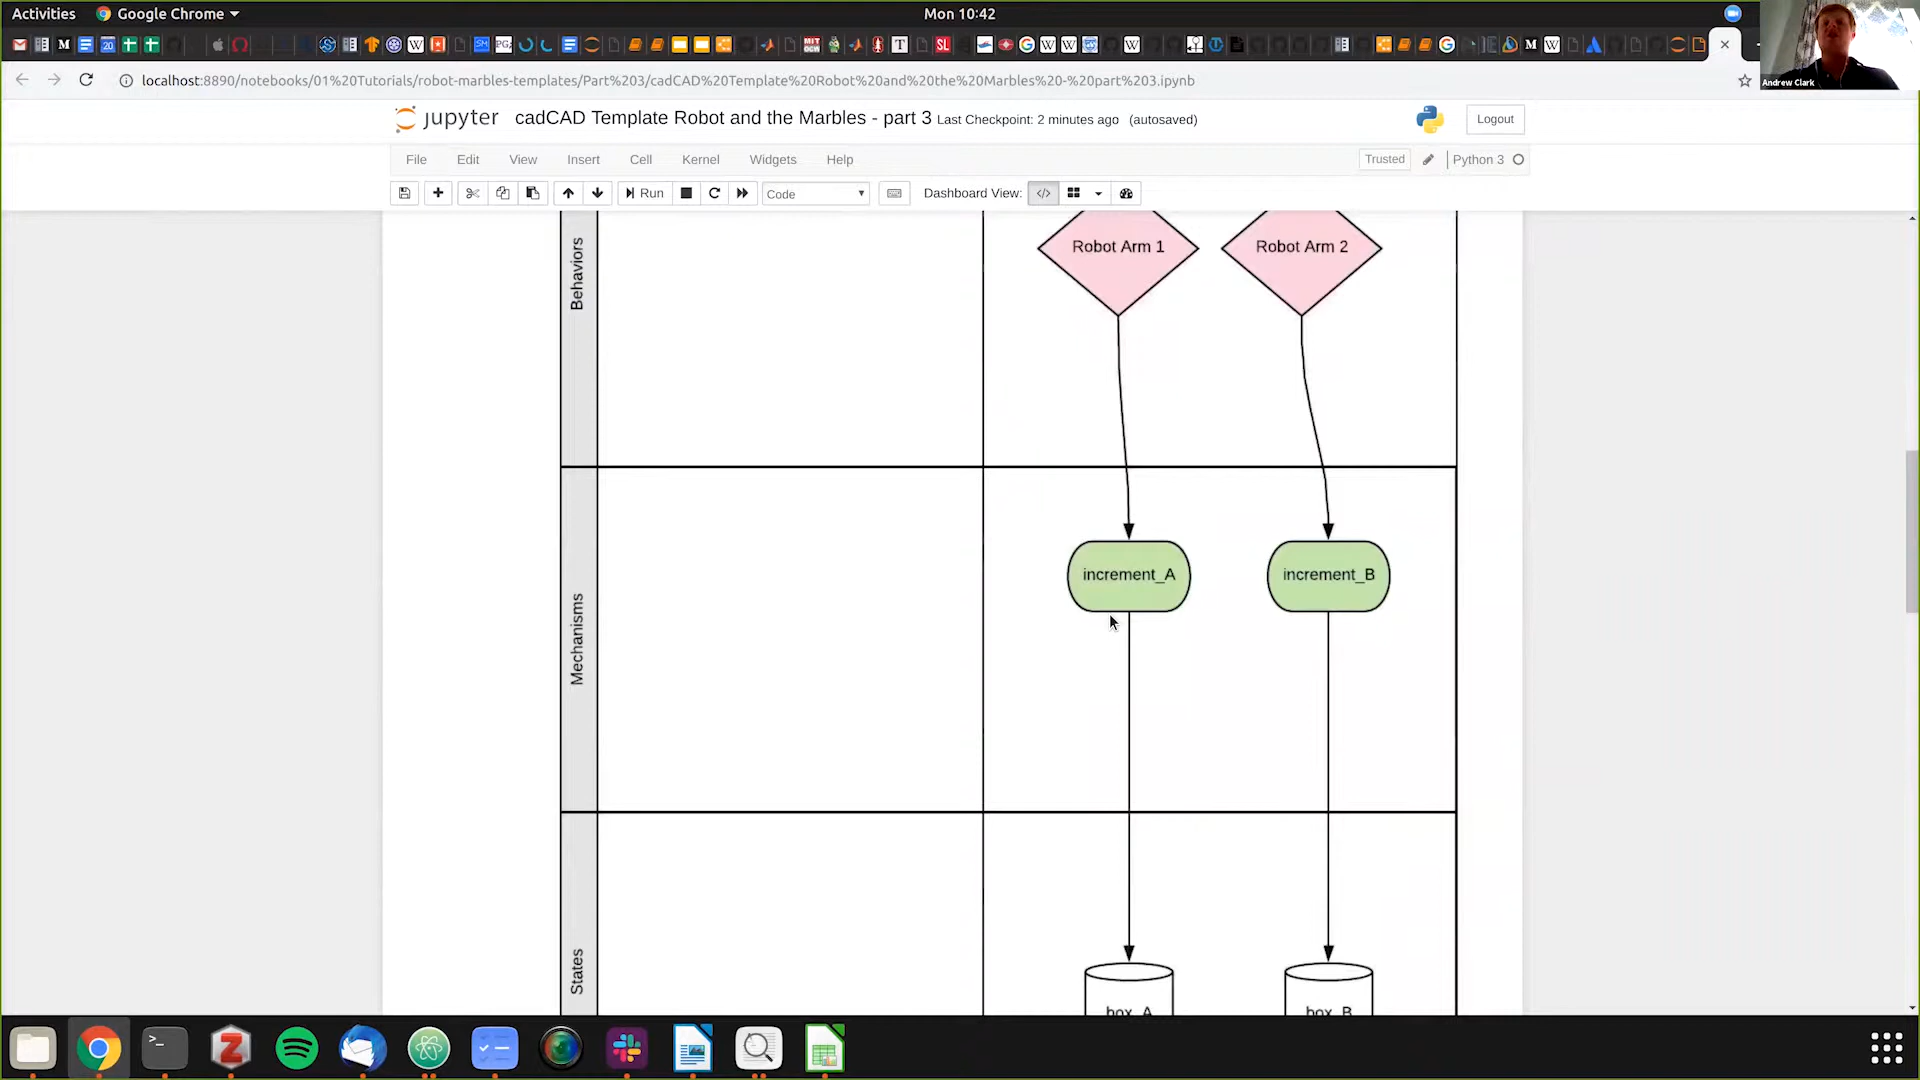 Activities Google Chrome Mon 10:42
Andrew Clark
localhost:8890/notebooks/01%20Tutorials/robot-marbles-templates/Part%203/cadCAD%20Template%20Robot%20and%20the%20Marbles%20-%20part%203.ipynb
jupyter cadCAD Template Robot and the Marbles - part 3 Last Checkpoint: 2 minutes ago (autosaved) Logout
File Edit View Insert Cell Kernel Widgets Help Trusted Python 3
Run Code Dashboard View:
Behaviors
Robot Arm 1 Robot Arm 2
Mechanisms
increment_A increment_B
States
box_A box_B